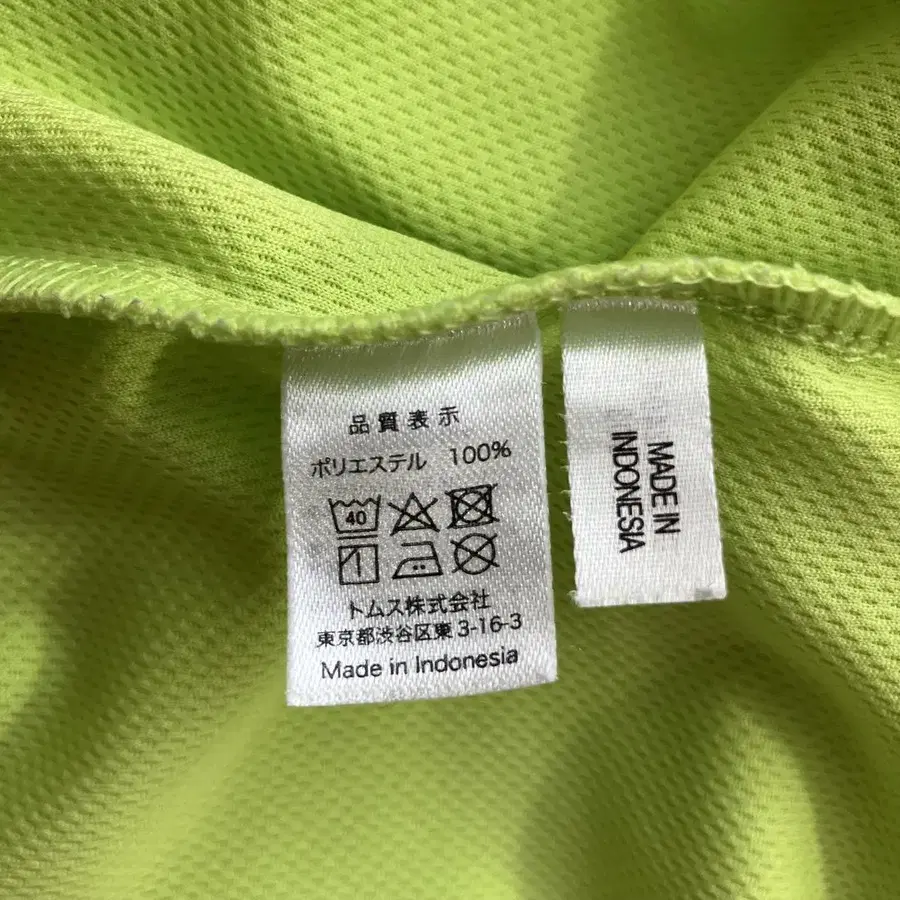 品質表示
ポリエステル 100%
40
トムス株式会社
東京都渋谷区東 3-16-3
Made in Indonesia
MADE IN
INDONESIA